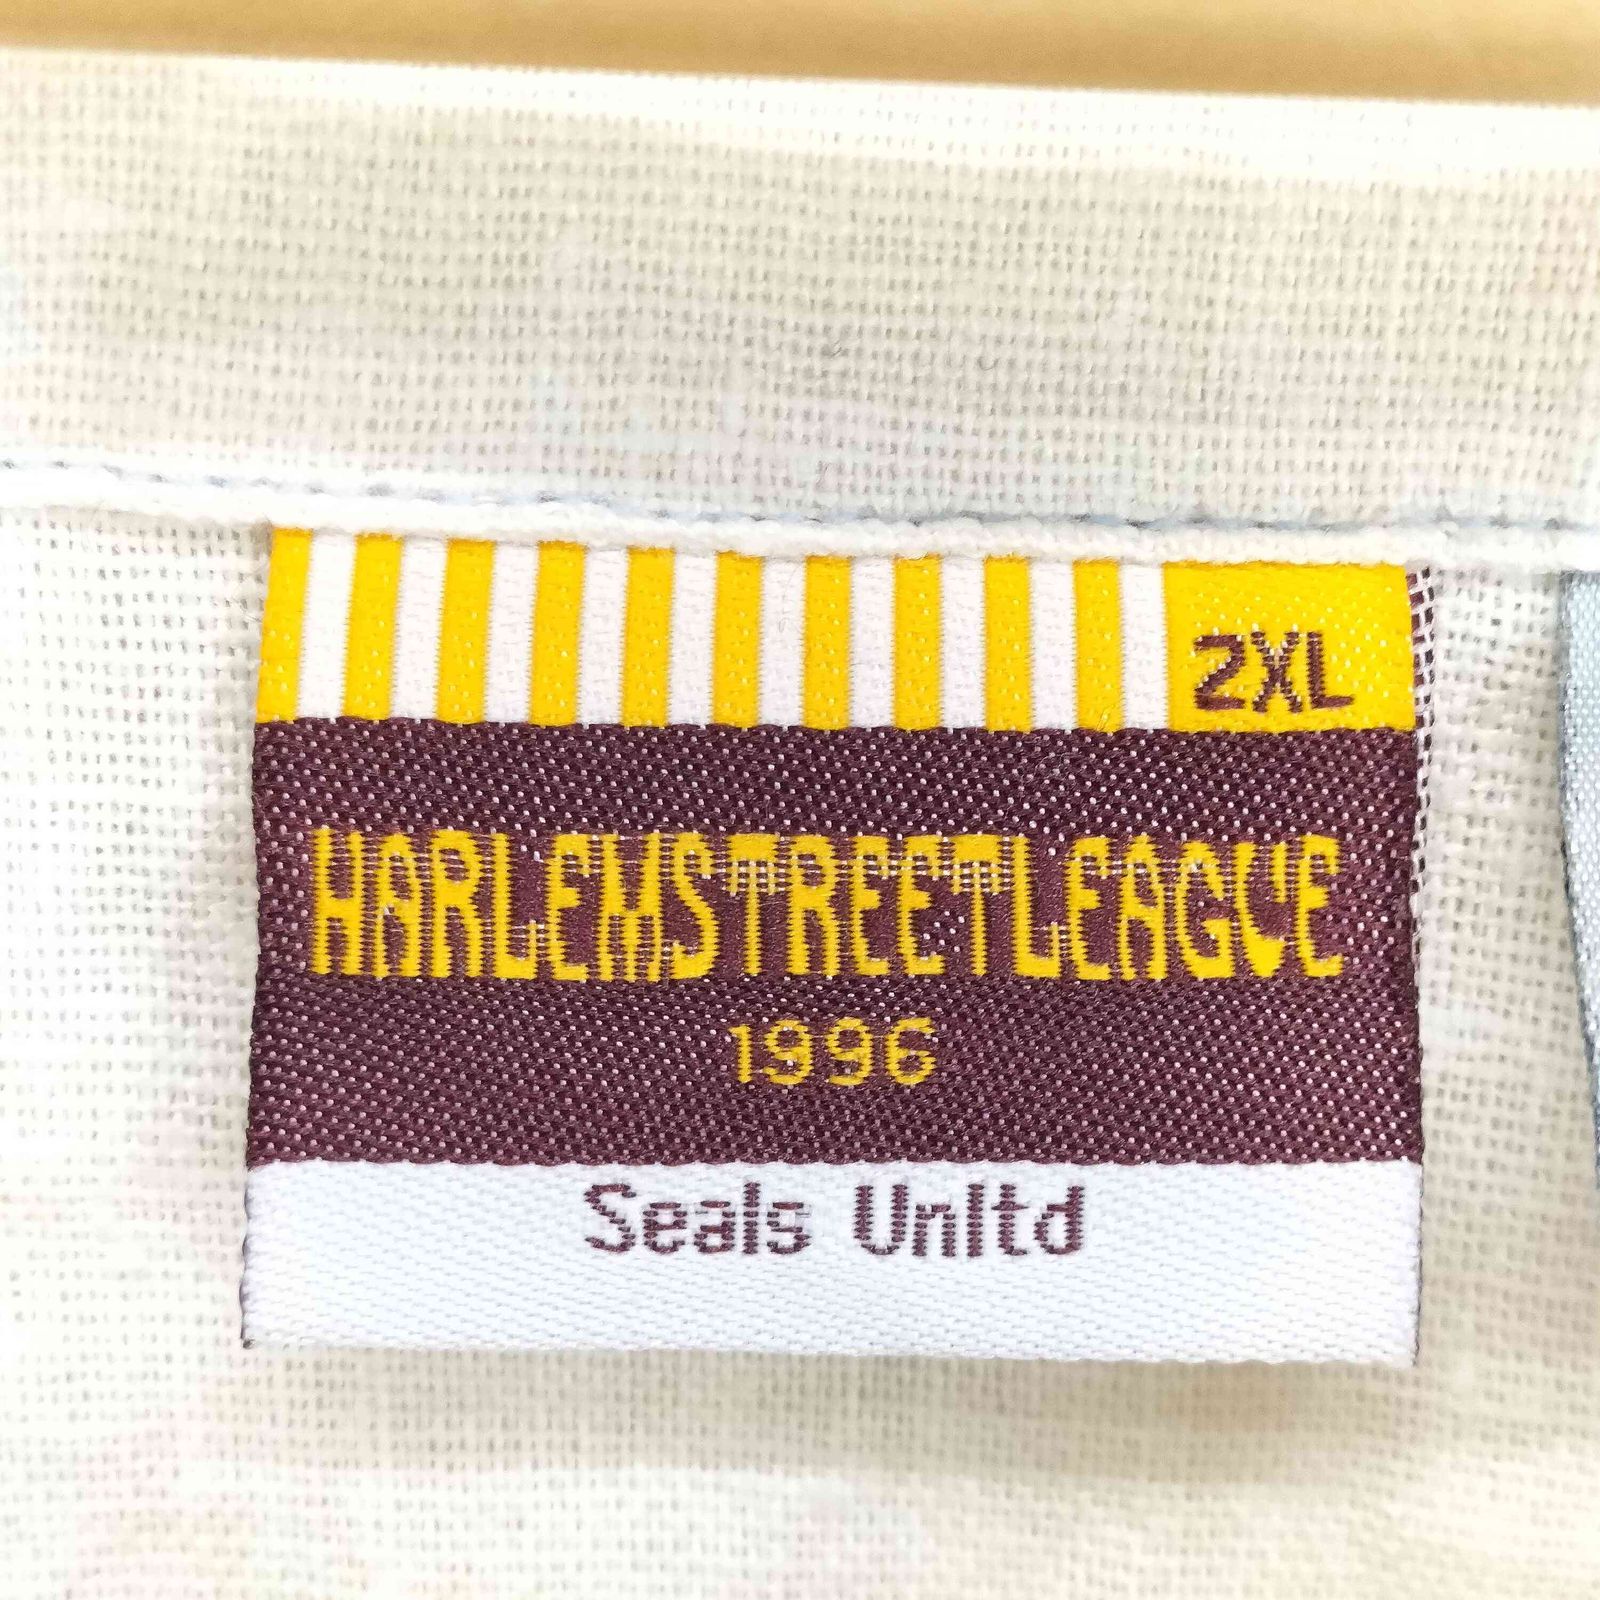 2XL
HARLEMSTREETLEAGUE
1996
Seals Unltd